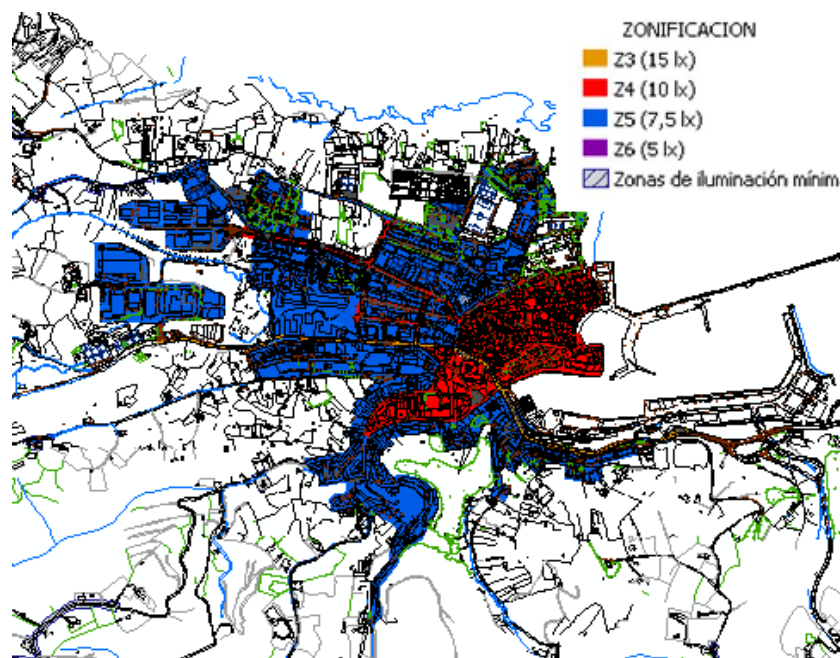 ZONIFICACION
Z3 (15 lx)
Z4 (10 lx)
Z5 (7,5 lx)
Z6 (5 lx)
Zonas de iluminación mínim